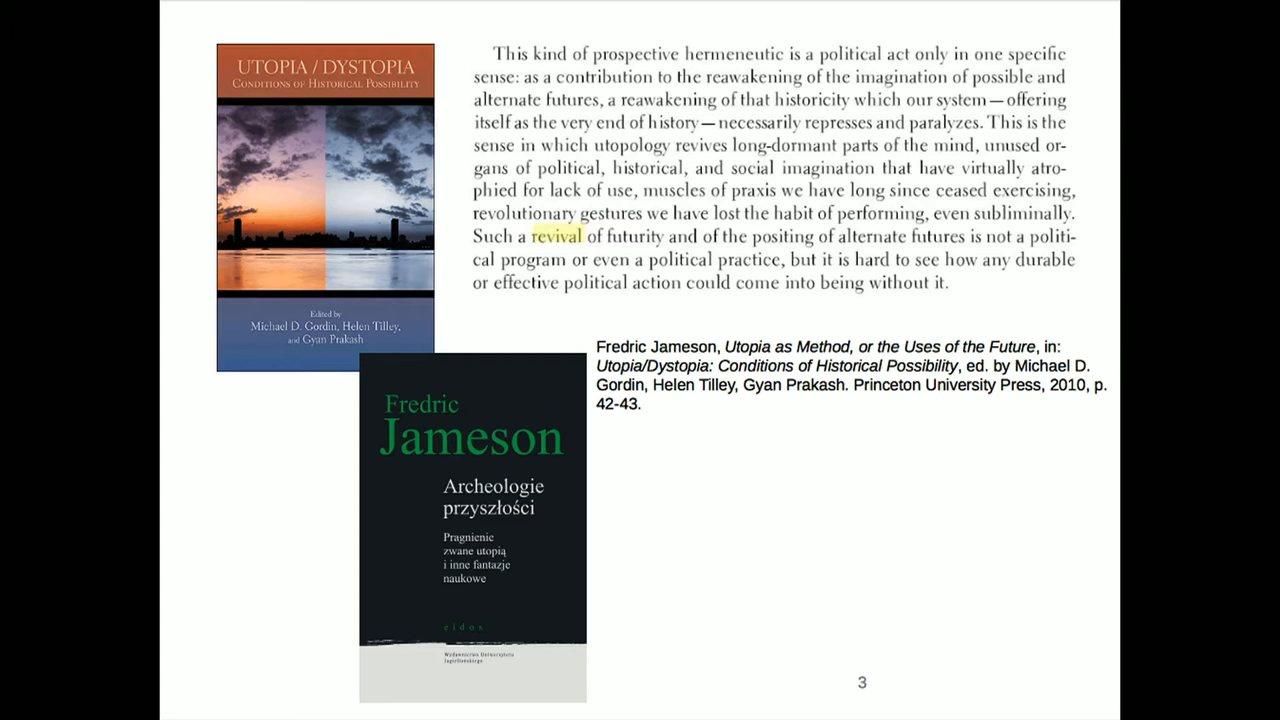 UTOPIA / DYSTOPIA
CONDITIONS OF HISTORICAL POSSIBILITY
Edited by
Michael D. Gordin, Helen Tilley,
and Gyan Prakash
This kind of prospective hermeneutic is a political act only in one specific
sense: as a contribution to the reawakening of the imagination of possible and
alternate futures, a reawakening of that historicity which our system—offering
itself as the very end of history—necessarily represses and paralyzes. This is the
sense in which utopology revives long-dormant parts of the mind, unused or-
gans of political, historical, and social imagination that have virtually atro-
phied for lack of use, muscles of praxis we have long since ceased exercising,
revolutionary gestures we have lost the habit of performing, even subliminally.
Such a revival of futurity and of the positing of alternate futures is not a politi-
cal program or even a political practice, but it is hard to see how any durable
or effective political action could come into being without it.
Fredric Jameson, Utopia as Method, or the Uses of the Future, in:
Utopia/Dystopia: Conditions of Historical Possibility, ed. by Michael D.
Gordin, Helen Tilley, Gyan Prakash. Princeton University Press, 2010, p.
42-43.
Fredric
Jameson
Archeologie
przyszłości
Pragnienie
zwane utopią
i inne fantazje
naukowe
eidos
Wydawnictwo Uniwersytetu
Jagiellońskiego
3